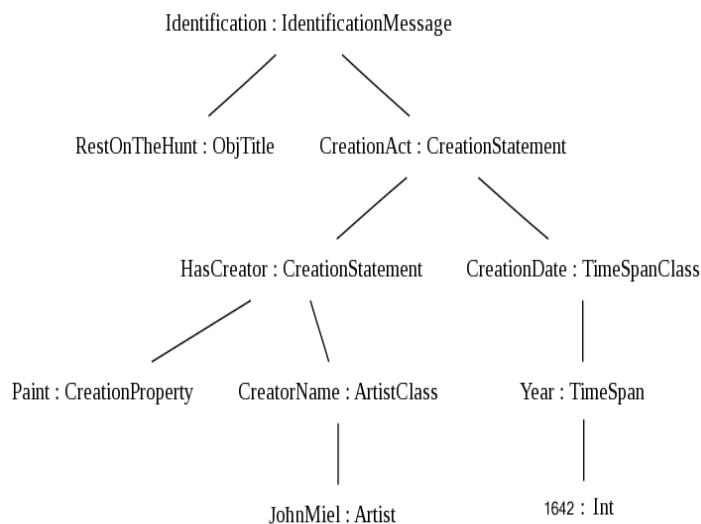 Identification : IdentificationMessage
RestOnTheHunt : ObjTitle
CreationAct : CreationStatement
HasCreator : CreationStatement
CreationDate : TimeSpanClass
Paint : CreationProperty
CreatorName : ArtistClass
Year : TimeSpan
JohnMiel : Artist
1642 : Int